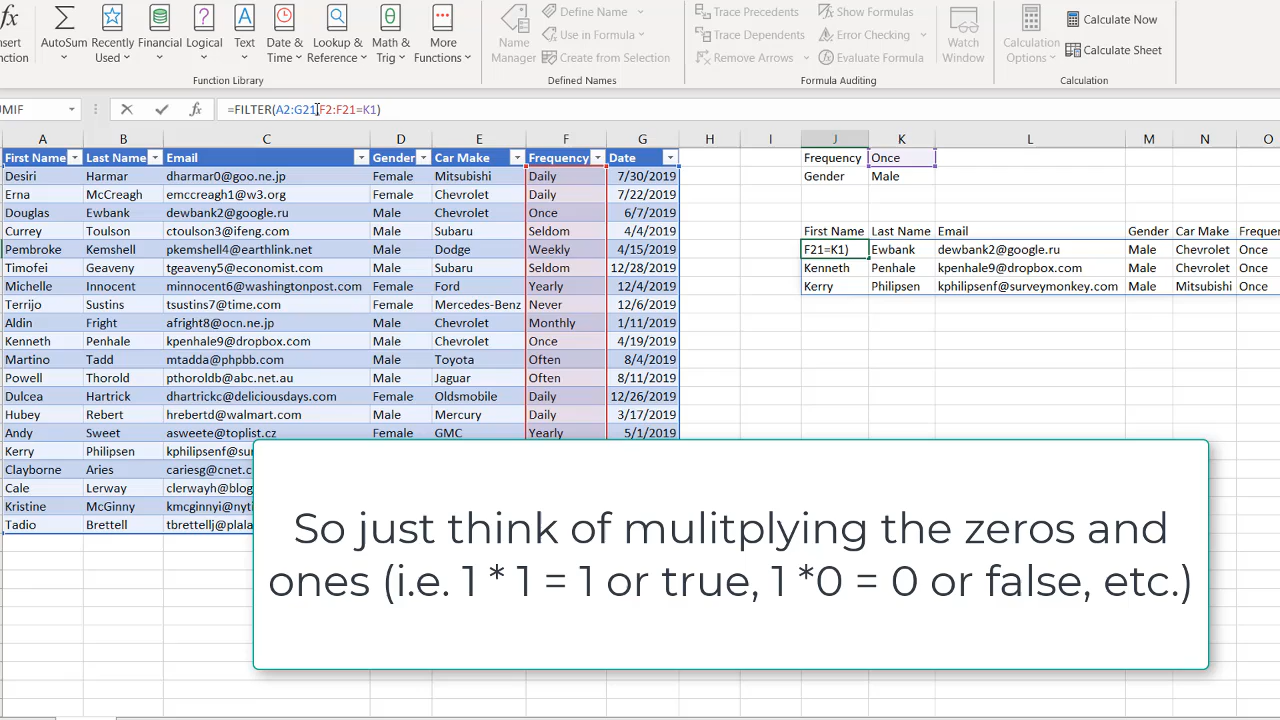 nsert
nction
AutoSum
Recently
Used
Financial
Logical
Text
Date &
Time
Lookup &
Reference
Math &
Trig
More
Functions
Function Library
Name
Manager
Define Name
Use in Formula
Create from Selection
Defined Names
Trace Precedents
Trace Dependents
Remove Arrows
Show Formulas
Error Checking
Evaluate Formula
Formula Auditing
Watch
Window
Calculation
Options
Calculate Now
Calculate Sheet
Calculation
UMIF fx =FILTER(A2:G21,F2:F21=K1)
A B C D E F G H I J K L M N O
First Name Last Name Email Gender Car Make Frequency Date Frequency Once
Desiri Harmar dharmar0@goo.ne.jp Female Mitsubishi Daily 7/30/2019 Gender Male
Erna McCreagh emccreagh1@w3.org Female Chevrolet Daily 7/22/2019
Douglas Ewbank dewbank2@google.ru Male Chevrolet Once 6/7/2019
Currey Toulson ctoulson3@ifeng.com Male Subaru Seldom 4/4/2019 First Name Last Name Email Gender Car Make Frequen
Pembroke Kemshell pkemshell4@earthlink.net Male Dodge Weekly 4/15/2019 F21=K1) Ewbank dewbank2@google.ru Male Chevrolet Once
Timofei Geaveny tgeaveny5@economist.com Male Subaru Seldom 12/28/2019 Kenneth Penhale kpenhale9@dropbox.com Male Chevrolet Once
Michelle Innocent minnocent6@washingtonpost.com Female Ford Yearly 12/4/2019 Kerry Philipsen kphilipsenf@surveymonkey.com Male Mitsubishi Once
Terrijo Sustins tsustins7@time.com Female Mercedes-Benz Never 12/6/2019
Aldin Fright afright8@ocn.ne.jp Male Chevrolet Monthly 1/11/2019
Kenneth Penhale kpenhale9@dropbox.com Male Chevrolet Once 4/19/2019
Martino Tadd mtadda@phpbb.com Male Toyota Often 8/4/2019
Powell Thorold pthoroldb@abc.net.au Male Jaguar Often 8/11/2019
Dulcea Hartrick dhartrickc@deliciousdays.com Female Oldsmobile Daily 12/26/2019
Hubey Rebert hrebertd@walmart.com Male Mercury Daily 3/17/2019
Andy Sweet asweete@toplist.cz Female GMC Yearly 5/1/2019
Kerry Philipsen kphilipsenf@su
Clayborne Aries cariesg@cnet.c
Cale Lerway clerwayh@blog
Kristine McGinny kmcginnyi@nyti
Tadio Brettell tbrettellj@plala
So just think of mulitplying the zeros and
ones (i.e. 1 * 1 = 1 or true, 1 *0 = 0 or false, etc.)